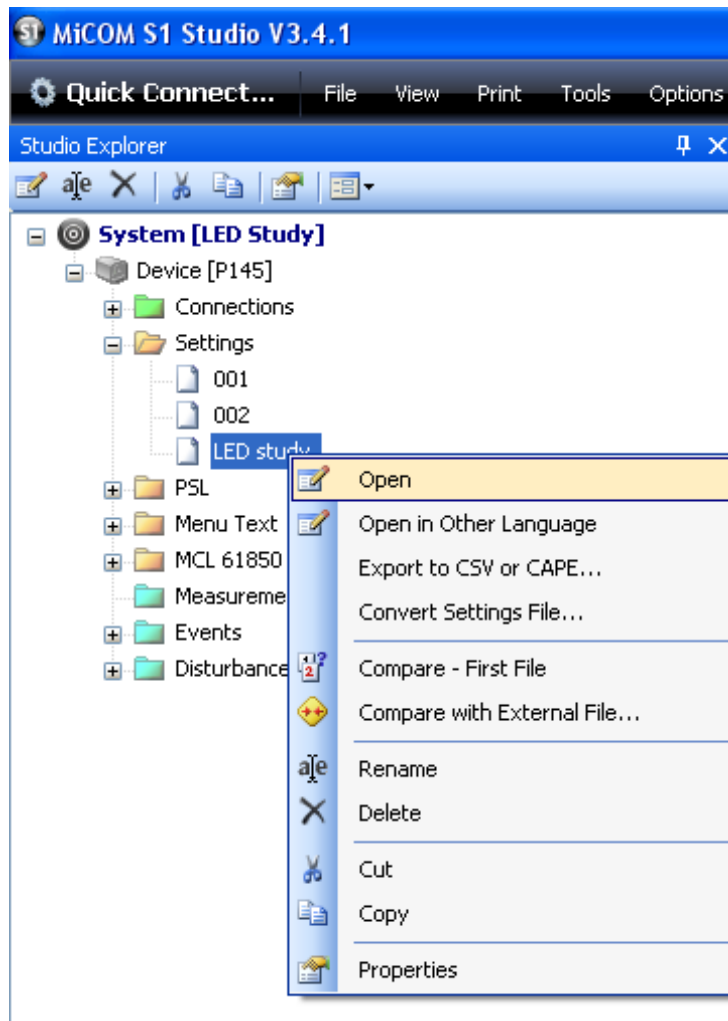 S1 MiCOM S1 Studio V3.4.1
Quick Connect... File View Print Tools Options
Studio Explorer
System [LED Study]
Device [P145]
Connections
Settings
001
002
LED study
PSL
Menu Text
MCL 61850
Measureme
Events
Disturbance
Open
Open in Other Language
Export to CSV or CAPE...
Convert Settings File...
Compare - First File
Compare with External File...
Rename
Delete
Cut
Copy
Properties